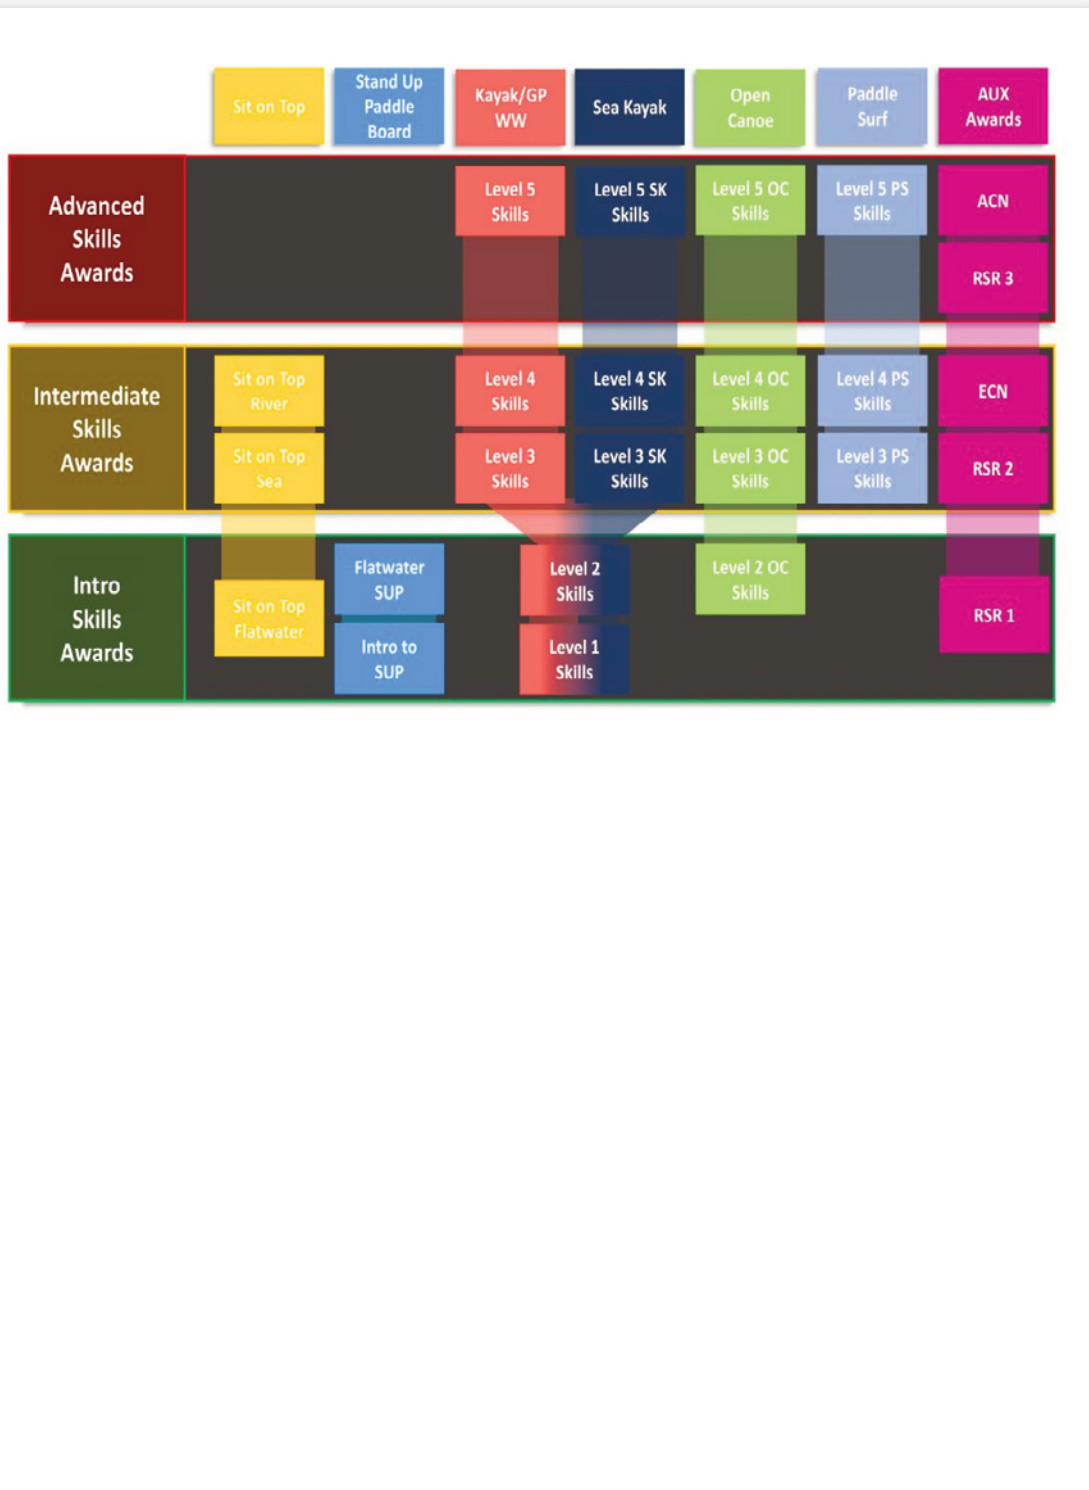 Sit on Top
Stand Up
Paddle
Board
Kayak/GP
WW
Sea Kayak
Open
Canoe
Paddle
Surf
AUX
Awards
Advanced
Skills
Awards
Level 5
Skills
Level 5 SK
Skills
Level 5 OC
Skills
Level 5 PS
Skills
ACN
RSR 3
Intermediate
Skills
Awards
Sit on Top
River
Level 4
Skills
Level 4 SK
Skills
Level 4 OC
Skills
Level 4 PS
Skills
ECN
Sit on Top
Sea
Level 3
Skills
Level 3 SK
Skills
Level 3 OC
Skills
Level 3 PS
Skills
RSR 2
Intro
Skills
Awards
Sit on Top
Flatwater
Flatwater
SUP
Level 2
Skills
Level 2 OC
Skills
RSR 1
Intro to
SUP
Level 1
Skills